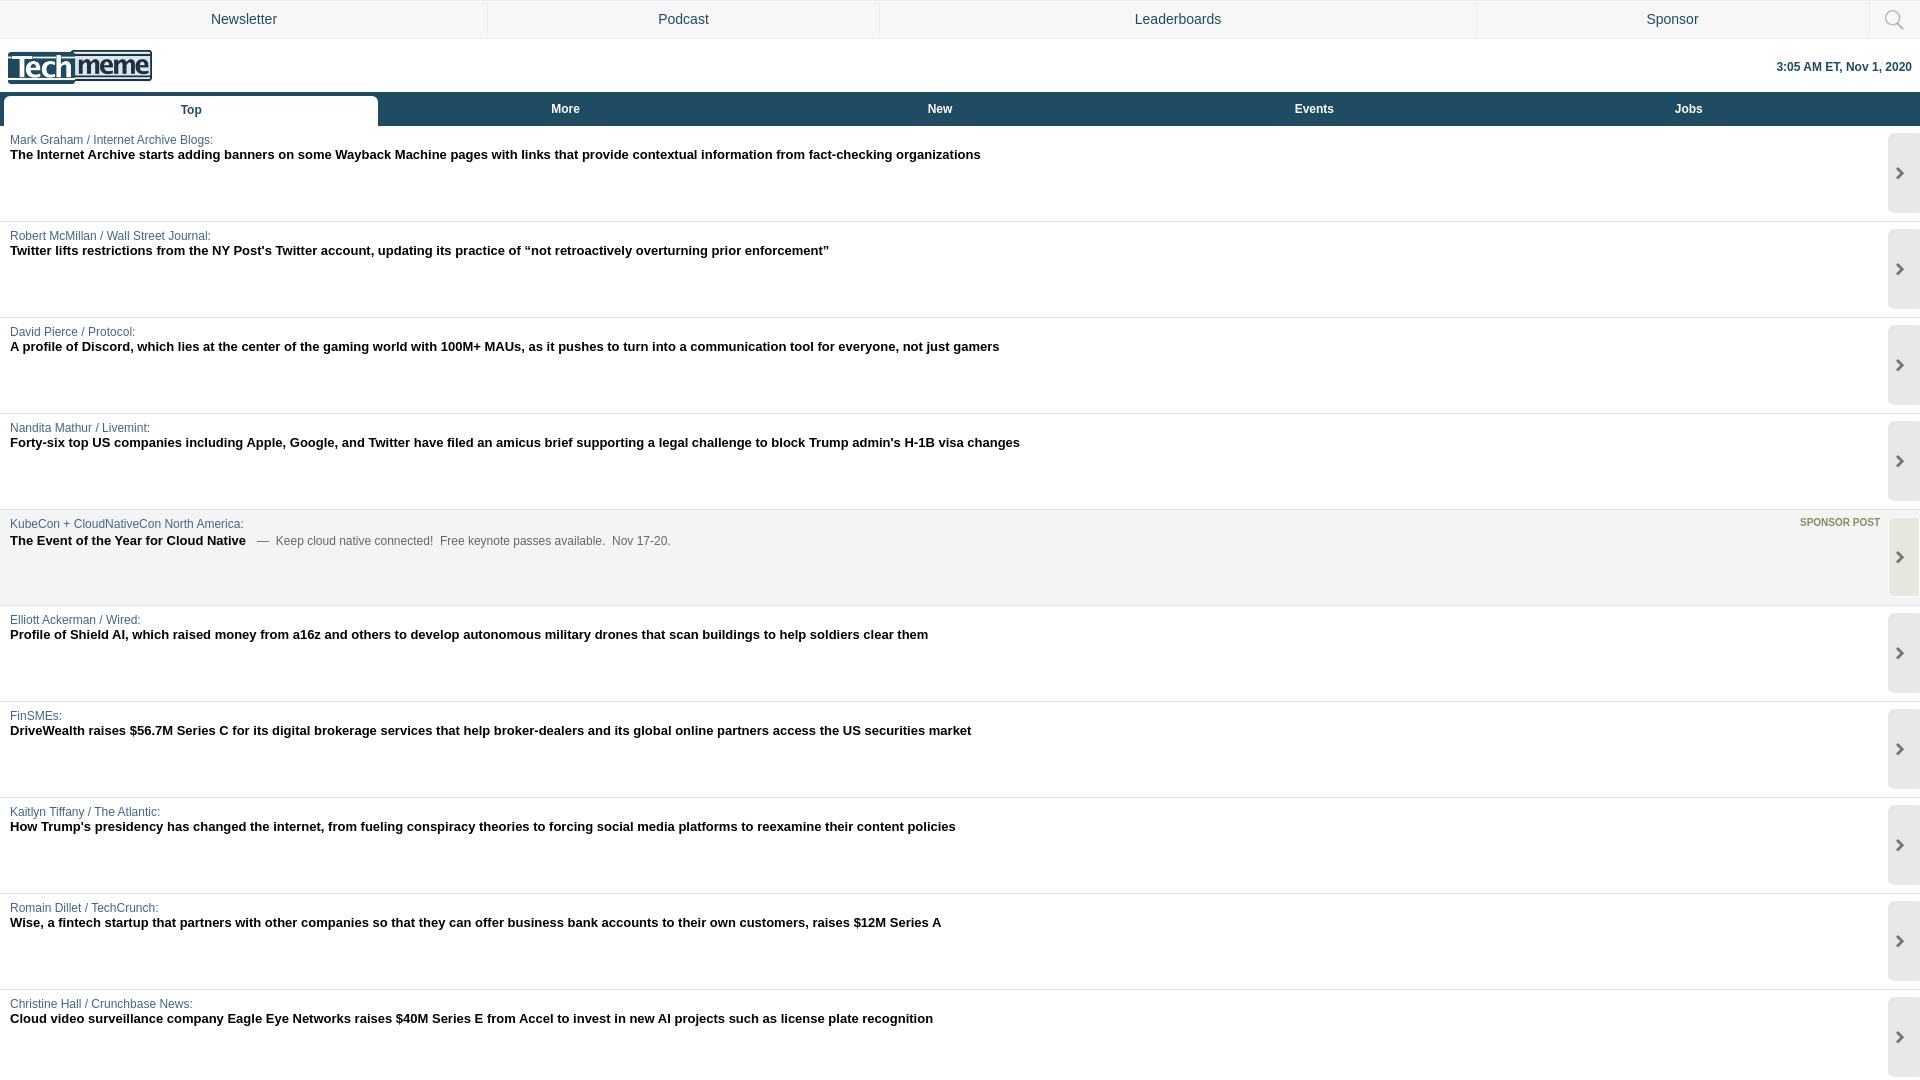 Newsletter
Podcast
Leaderboards
Sponsor
Techmeme
3:05 AM ET, Nov 1, 2020
Top
More
New
Events
Jobs
Mark Graham / Internet Archive Blogs:
The Internet Archive starts adding banners on some Wayback Machine pages with links that provide contextual information from fact-checking organizations
Robert McMillan / Wall Street Journal:
Twitter lifts restrictions from the NY Post's Twitter account, updating its practice of “not retroactively overturning prior enforcement”
David Pierce / Protocol:
A profile of Discord, which lies at the center of the gaming world with 100M+ MAUs, as it pushes to turn into a communication tool for everyone, not just gamers
Nandita Mathur / Livemint:
Forty-six top US companies including Apple, Google, and Twitter have filed an amicus brief supporting a legal challenge to block Trump admin's H-1B visa changes
KubeCon + CloudNativeCon North America:
SPONSOR POST
The Event of the Year for Cloud Native — Keep cloud native connected! Free keynote passes available. Nov 17-20.
Elliott Ackerman / Wired:
Profile of Shield AI, which raised money from a16z and others to develop autonomous military drones that scan buildings to help soldiers clear them
FinSMEs:
DriveWealth raises $56.7M Series C for its digital brokerage services that help broker-dealers and its global online partners access the US securities market
Kaitlyn Tiffany / The Atlantic:
How Trump's presidency has changed the internet, from fueling conspiracy theories to forcing social media platforms to reexamine their content policies
Romain Dillet / TechCrunch:
Wise, a fintech startup that partners with other companies so that they can offer business bank accounts to their own customers, raises $12M Series A
Christine Hall / Crunchbase News:
Cloud video surveillance company Eagle Eye Networks raises $40M Series E from Accel to invest in new AI projects such as license plate recognition